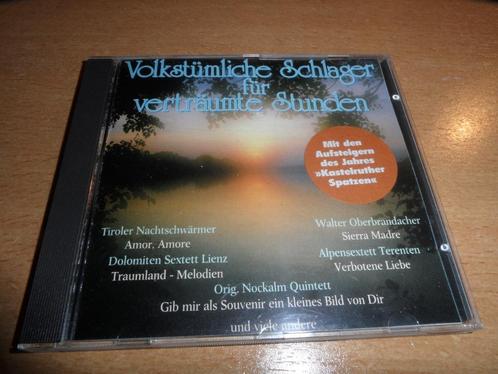 Volkstümliche Schlager
für
verträumte Stunden
Mit den
Aufsteigern
des Jahres
»Kastelruther
Spatzen«
Tiroler Nachtschwärmer
Amor, Amore
Dolomiten Sextett Lienz
Traumland - Melodien
Walter Oberbrandacher
Sierra Madre
Alpensextett Terenten
Verbotene Liebe
Orig. Nockalm Quintett
Gib mir als Souvenir ein kleines Bild von Dir
und viele andere